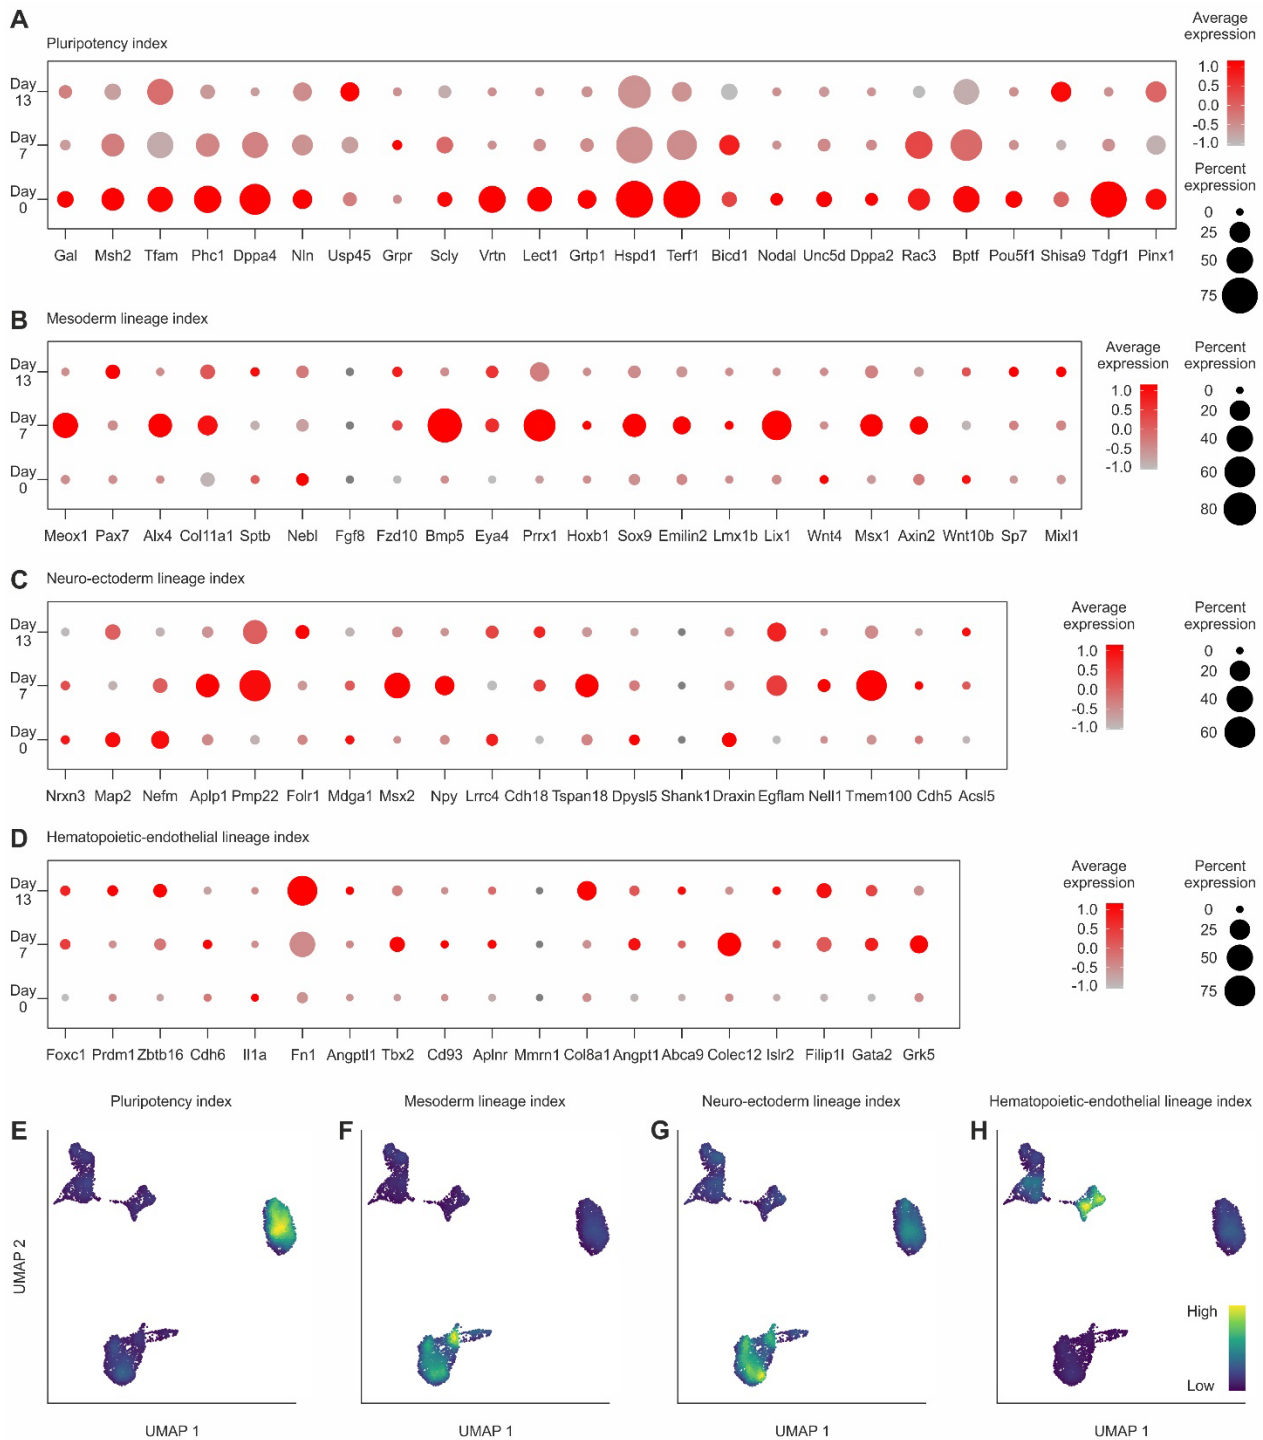 A
Pluripotency index
Average
expression
1.0
0.5
0.0
-0.5
-1.0
Percent
expression
0
25
50
75
Day
13
Day
7
Day
0
Gal Msh2 Tfam Phc1 Dppa4 Nln Usp45 Grpr Scly Vrtn Lect1 Grtp1 Hspd1 Terf1 Bicd1 Nodal Unc5d Dppa2 Rac3 Bptf Pou5f1 Shisa9 Tdgf1 Pinx1
B
Mesoderm lineage index
Average
expression
1.0
0.5
0.0
-0.5
-1.0
Percent
expression
0
20
40
60
80
Day
13
Day
7
Day
0
Meox1 Pax7 Alx4 Col11a1 Sptb Nebl Fgf8 Fzd10 Bmp5 Eya4 Prrx1 Hoxb1 Sox9 Emilin2 Lmx1b Lix1 Wnt4 Msx1 Axin2 Wnt10b Sp7 Mixl1
C
Neuro-ectoderm lineage index
Average
expression
1.0
0.5
0.0
-0.5
-1.0
Percent
expression
0
20
40
60
Day
13
Day
7
Day
0
Nrxn3 Map2 Nefm Aplp1 Pmp22 Folr1 Mdga1 Msx2 Npy Lrrc4 Cdh18 Tspan18 Dpysl5 Shank1 Draxin Egflam Nell1 Tmem100 Cdh5 Acsl5
D
Hematopoietic-endothelial lineage index
Average
expression
1.0
0.5
0.0
-0.5
-1.0
Percent
expression
0
25
50
75
Day
13
Day
7
Day
0
Foxc1 Prdm1 Zbtb16 Cdh6 Il1a Fn1 Angptl1 Tbx2 Cd93 Aplnr Mmrn1 Col8a1 Angpt1 Abca9 Colec12 Islr2 Filip1l Gata2 Grk5
Pluripotency index
Mesoderm lineage index
Neuro-ectoderm lineage index
Hematopoietic-endothelial lineage index
E
F
G
H
UMAP 2
High
Low
UMAP 1
UMAP 1
UMAP 1
UMAP 1